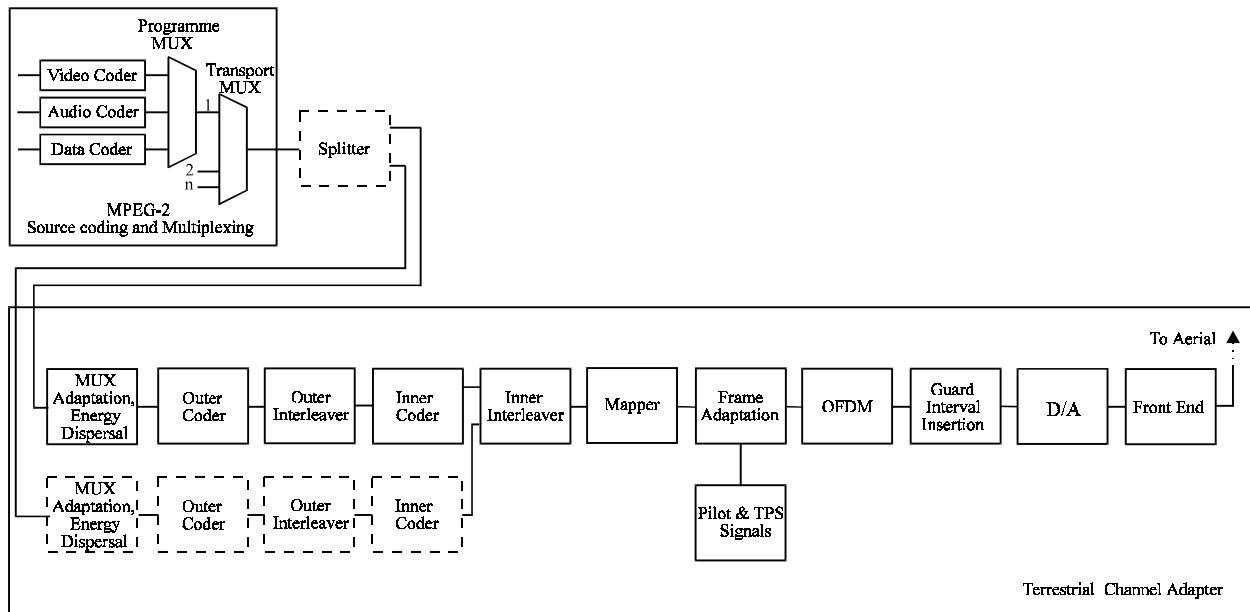 Programme
MUX
Transport
MUX
Video Coder
Audio Coder
Data Coder
1
2
n
MPEG-2
Source coding and Multiplexing
Splitter
To Aerial
MUX
Adaptation,
Energy
Dispersal
Outer
Coder
Outer
Interleaver
Inner
Coder
Inner
Interleaver
Mapper
Frame
Adaptation
OFDM
Guard
Interval
Insertion
D/A
Front End
MUX
Adaptation,
Energy
Dispersal
Outer
Coder
Outer
Interleaver
Inner
Coder
Pilot & TPS
Signals
Terrestrial Channel Adapter